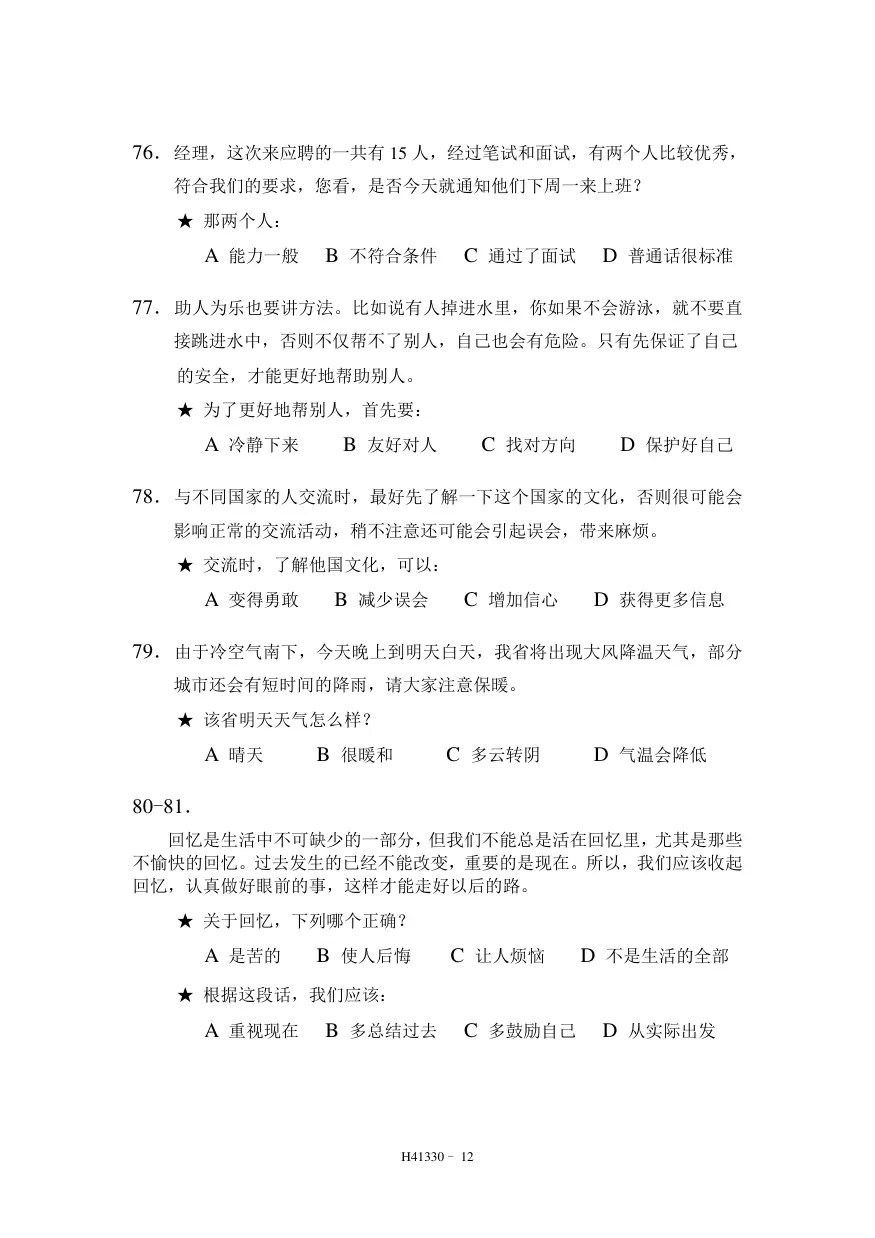 76．经理，这次来应聘的一共有 15 人，经过笔试和面试，有两个人比较优秀，
符合我们的要求，您看，是否今天就通知他们下周一来上班？
★ 那两个人：
A 能力一般 B 不符合条件 C 通过了面试 D 普通话很标准
77．助人为乐也要讲方法。比如说有人掉进水里，你如果不会游泳，就不要直
接跳进水中，否则不仅帮不了别人，自己也会有危险。只有先保证了自己
的安全，才能更好地帮助别人。
★ 为了更好地帮别人，首先要：
A 冷静下来 B 友好对人 C 找对方向 D 保护好自己
78．与不同国家的人交流时，最好先了解一下这个国家的文化，否则很可能会
影响正常的交流活动，稍不注意还可能会引起误会，带来麻烦。
★ 交流时，了解他国文化，可以：
A 变得勇敢 B 减少误会 C 增加信心 D 获得更多信息
79．由于冷空气南下，今天晚上到明天白天，我省将出现大风降温天气，部分
城市还会有短时间的降雨，请大家注意保暖。
★ 该省明天天气怎么样？
A 晴天 B 很暖和 C 多云转阴 D 气温会降低
80-81．
回忆是生活中不可缺少的一部分，但我们不能总是活在回忆里，尤其是那些
不愉快的回忆。过去发生的已经不能改变，重要的是现在。所以，我们应该收起
回忆，认真做好眼前的事，这样才能走好以后的路。
★ 关于回忆，下列哪个正确？
A 是苦的 B 使人后悔 C 让人烦恼 D 不是生活的全部
★ 根据这段话，我们应该：
A 重视现在 B 多总结过去 C 多鼓励自己 D 从实际出发
H41330 - 12